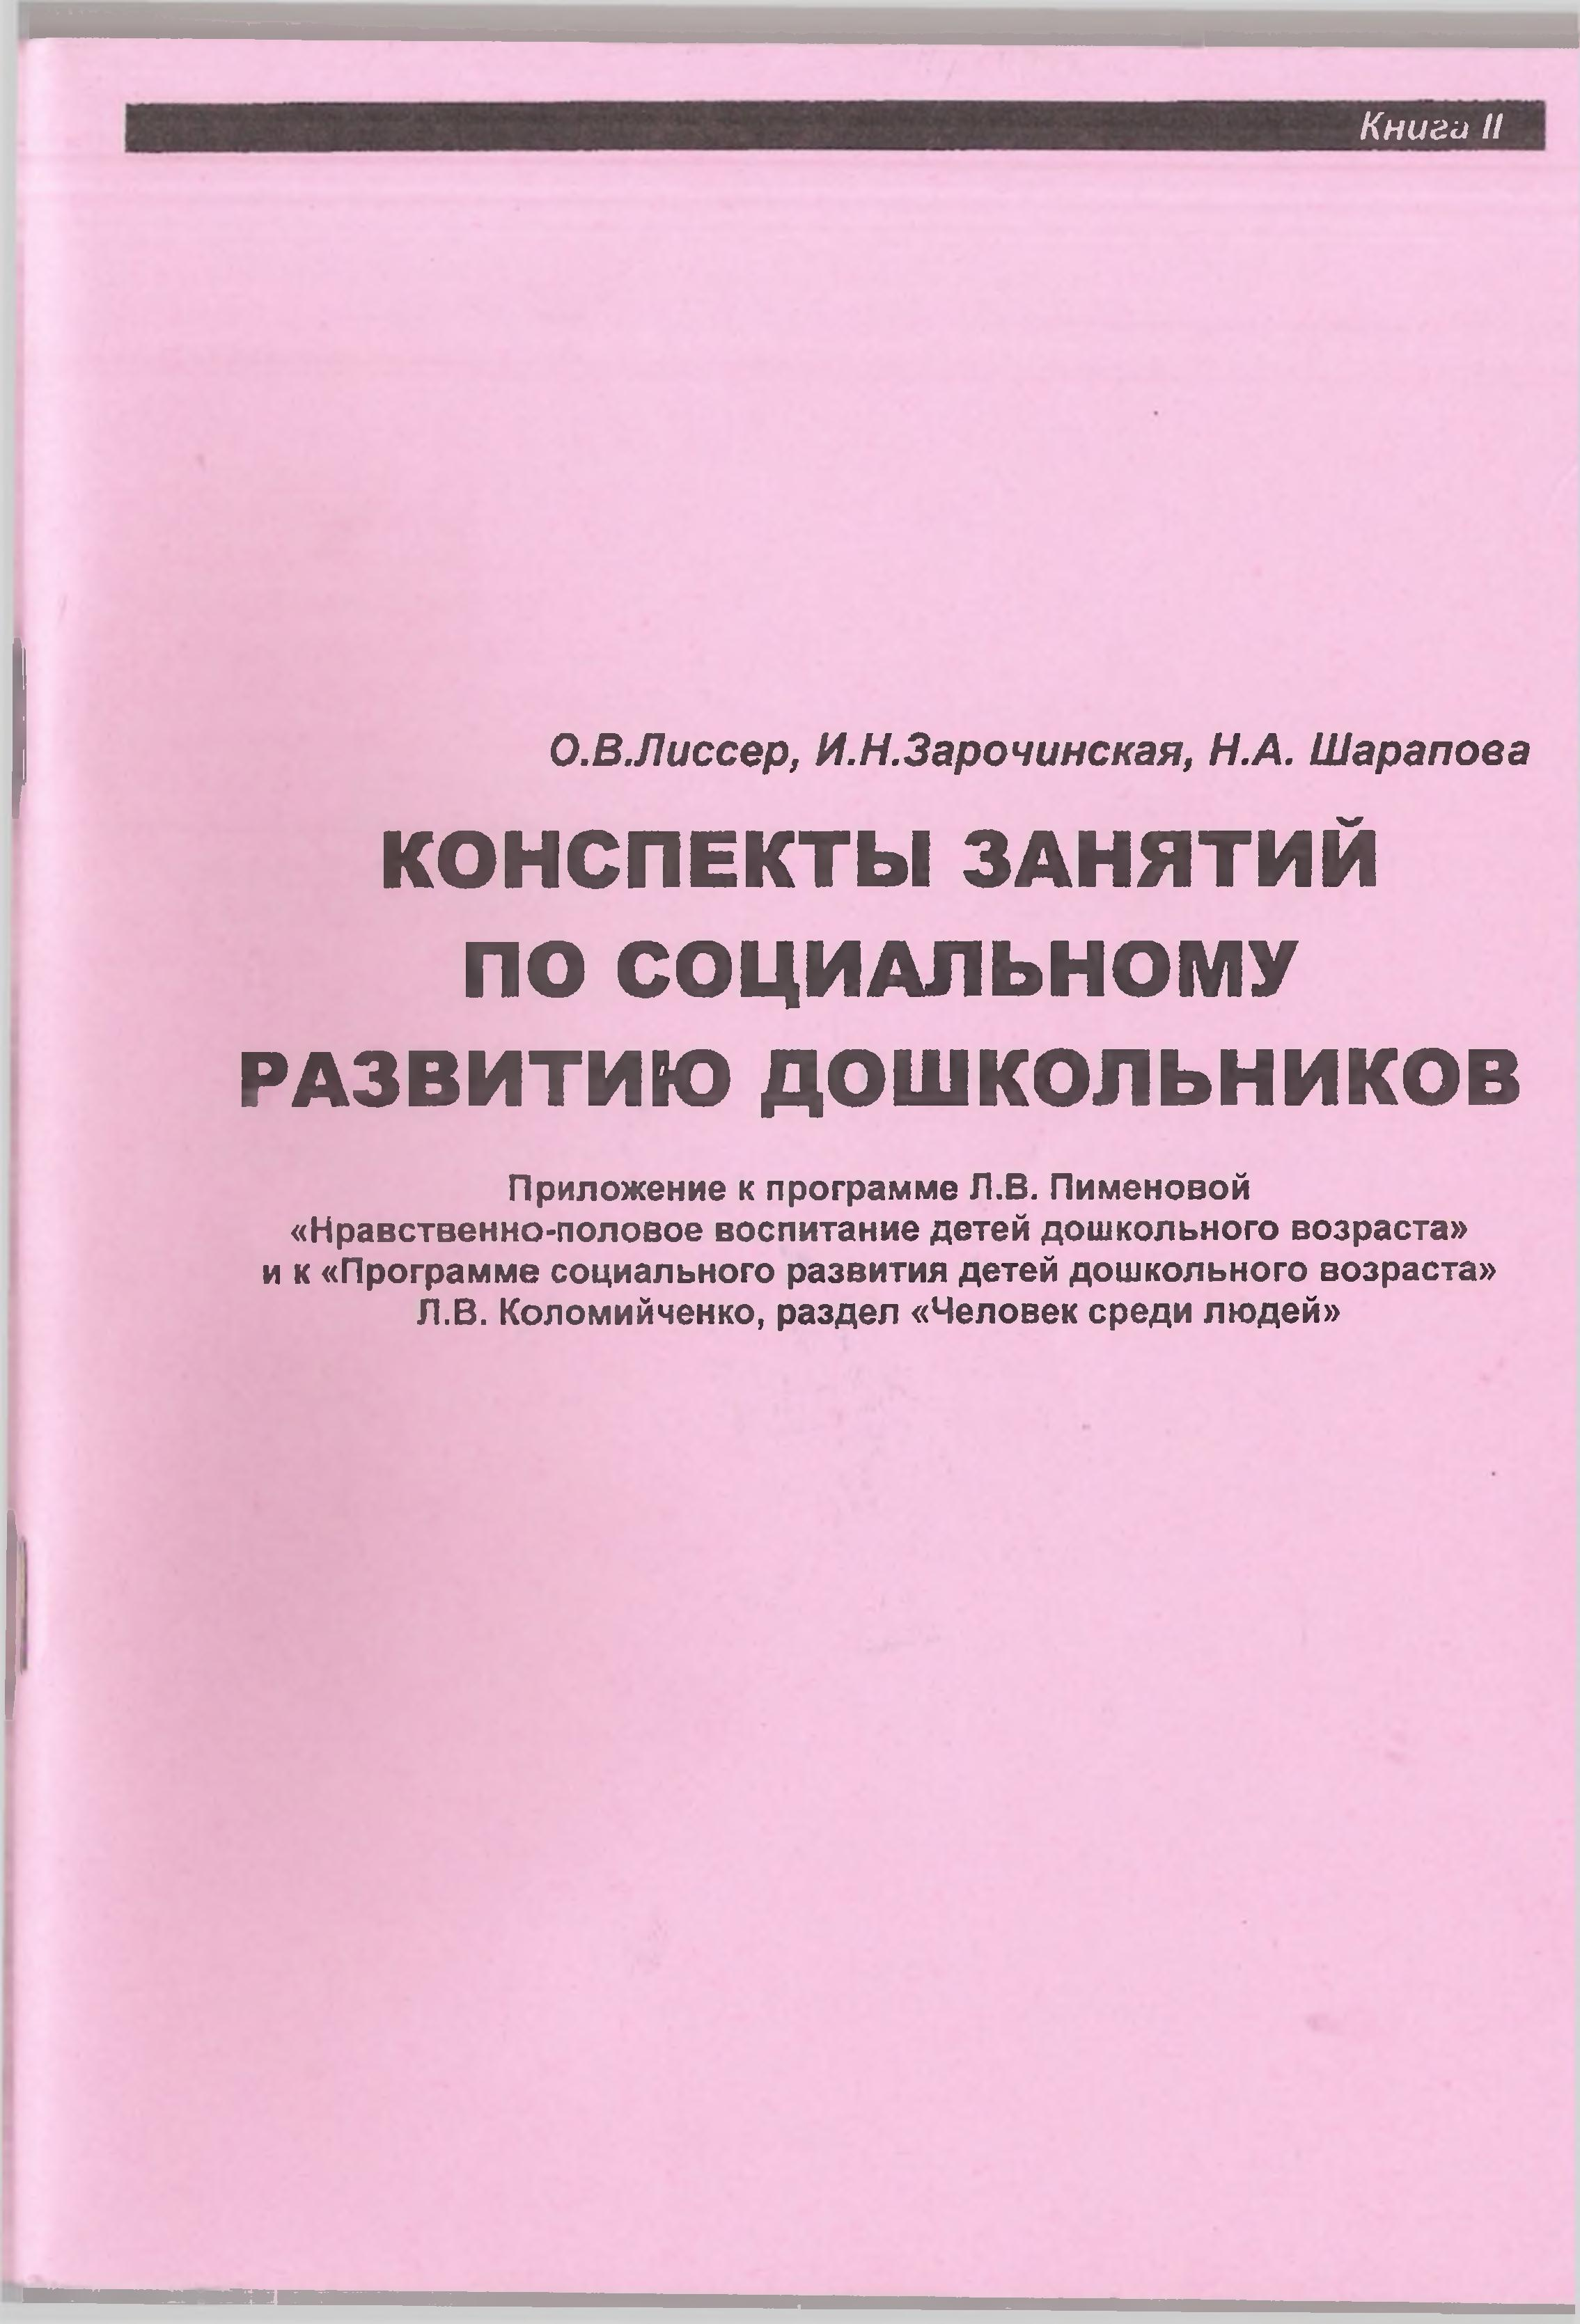 Книга II
О.В.Лиссер, И.Н.Зарочинская, Н.А. Шарапова
КОНСПЕКТЫ ЗАНЯТИЙ
ПО СОЦИАЛЬНОМУ
РАЗВИТИЮ ДОШКОЛЬНИКОВ
Приложение к программе Л.В. Пименовой
«Нравственно-половое воспитание детей дошкольного возраста»
и к «Программе социального развития детей дошкольного возраста»
Л.В. Коломийченко, раздел «Человек среди людей»